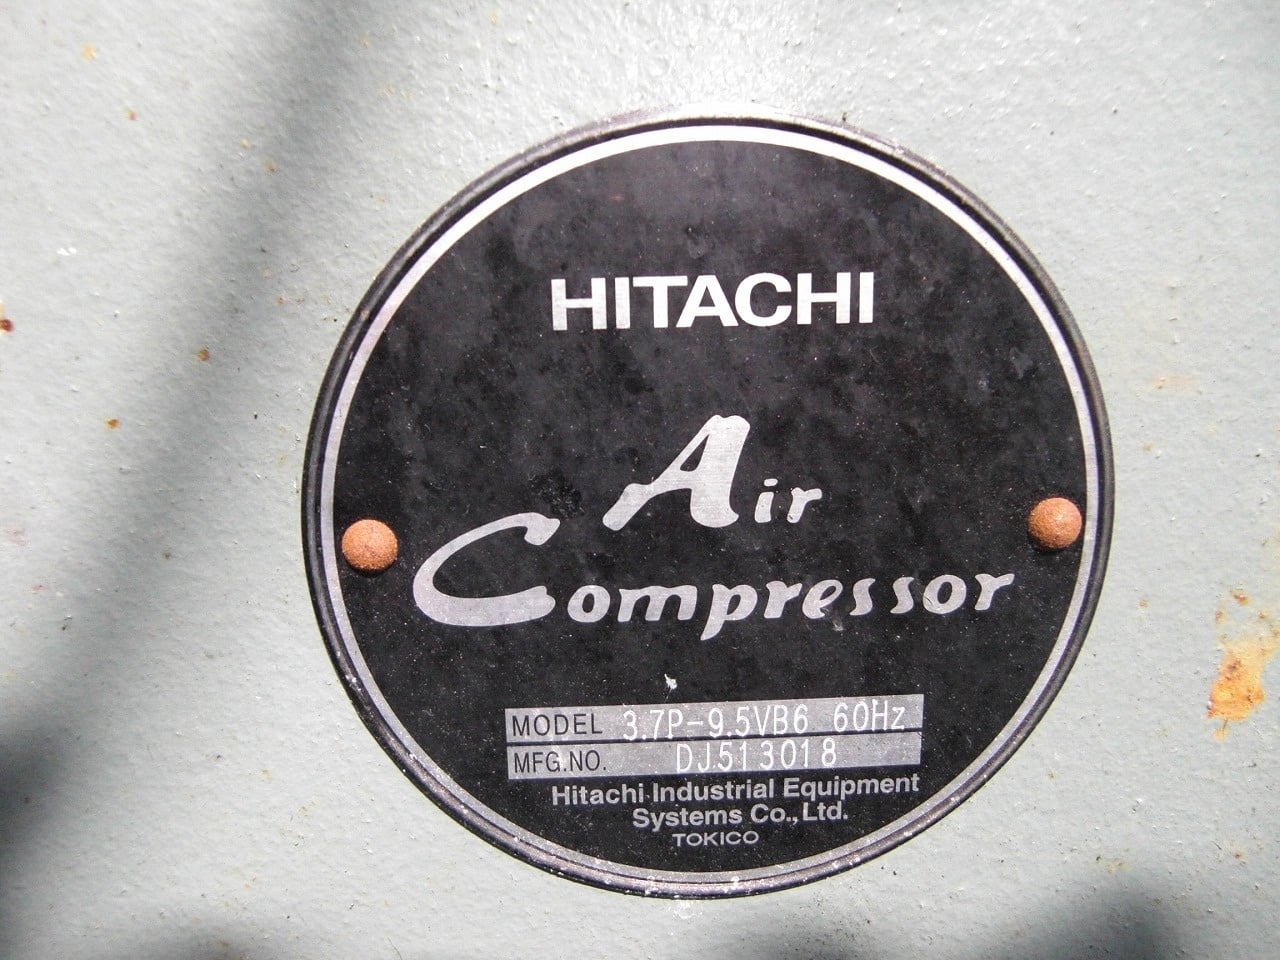 HITACHI
Air
Compressor
MODEL 3.7P-9.5VB6 60Hz
MFG.NO. DJ513018
Hitachi Industrial Equipment
Systems Co., Ltd.
TOKICO